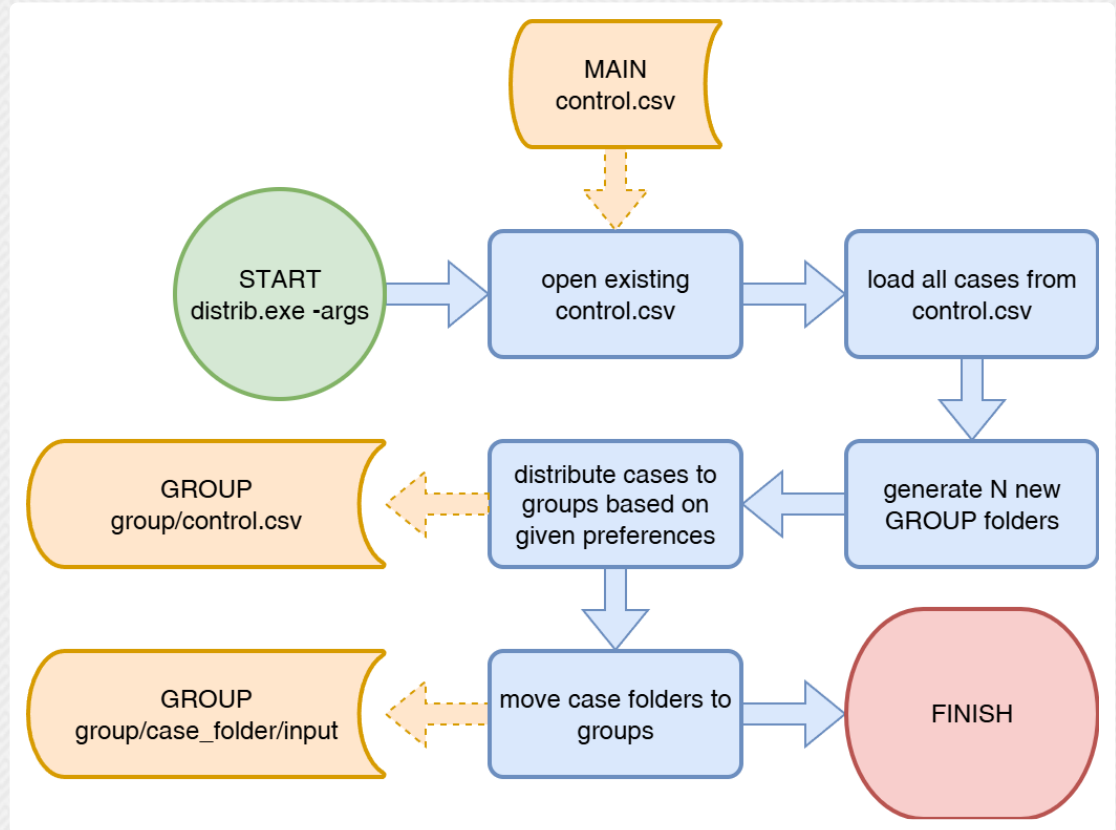 MAIN
control.csv
START
distrib.exe -args
open existing
control.csv
load all cases from
control.csv
GROUP
group/control.csv
distribute cases to
groups based on
given preferences
generate N new
GROUP folders
GROUP
group/case_folder/input
move case folders to
groups
FINISH